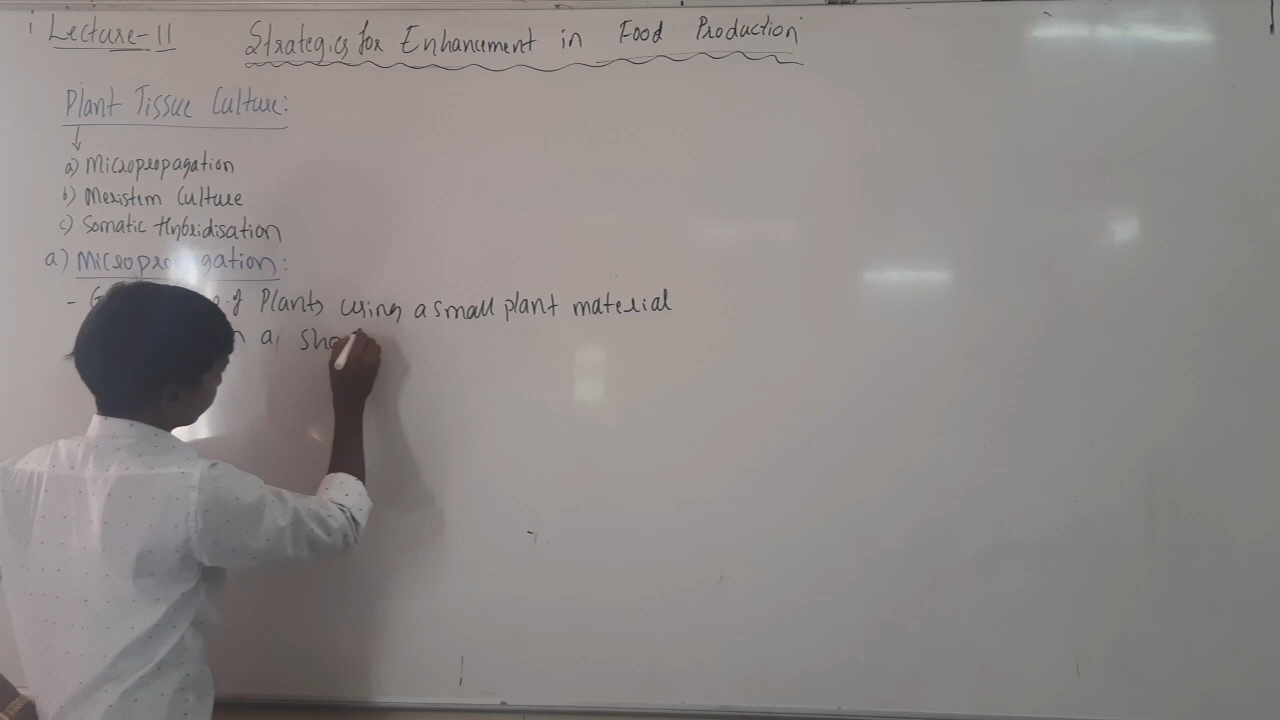 Lecture-11
Strategies for Enhancement in Food Production
Plant Tissue Culture:
a) Micropropagation
b) Meristem Culture
c) Somatic Hybridisation
a) Micropropagation:
- Plants using a small plant material
a sho